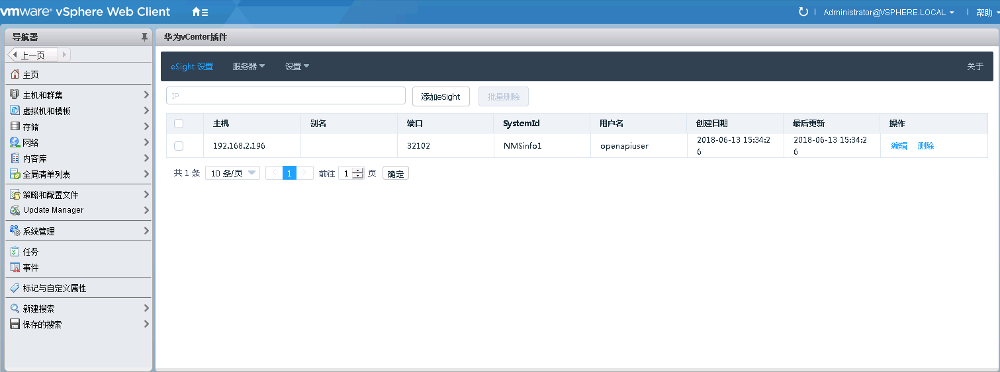 vmware® vSphere Web Client
Administrator@VSPHERE.LOCAL
帮助
导航器
上一页
主页
主机和群集
虚拟机和模板
存储
网络
内容库
全局清单列表
策略和配置文件
Update Manager
系统管理
任务
事件
标记与自定义属性
新建搜索
保存的搜索
华为vCenter插件
eSight 设置 服务器 设置 关于
IP 添加eSight 批量删除
主机 别名 端口 SystemId 用户名 创建日期 最后更新 操作
192.168.2.196 32102 NMSinfo1 openapiuser 2018-06-13 15:34:2 2018-06-13 15:34:2 编辑 删除
6 6
共 1 条 10 条/页 1 前往 1 页 确定